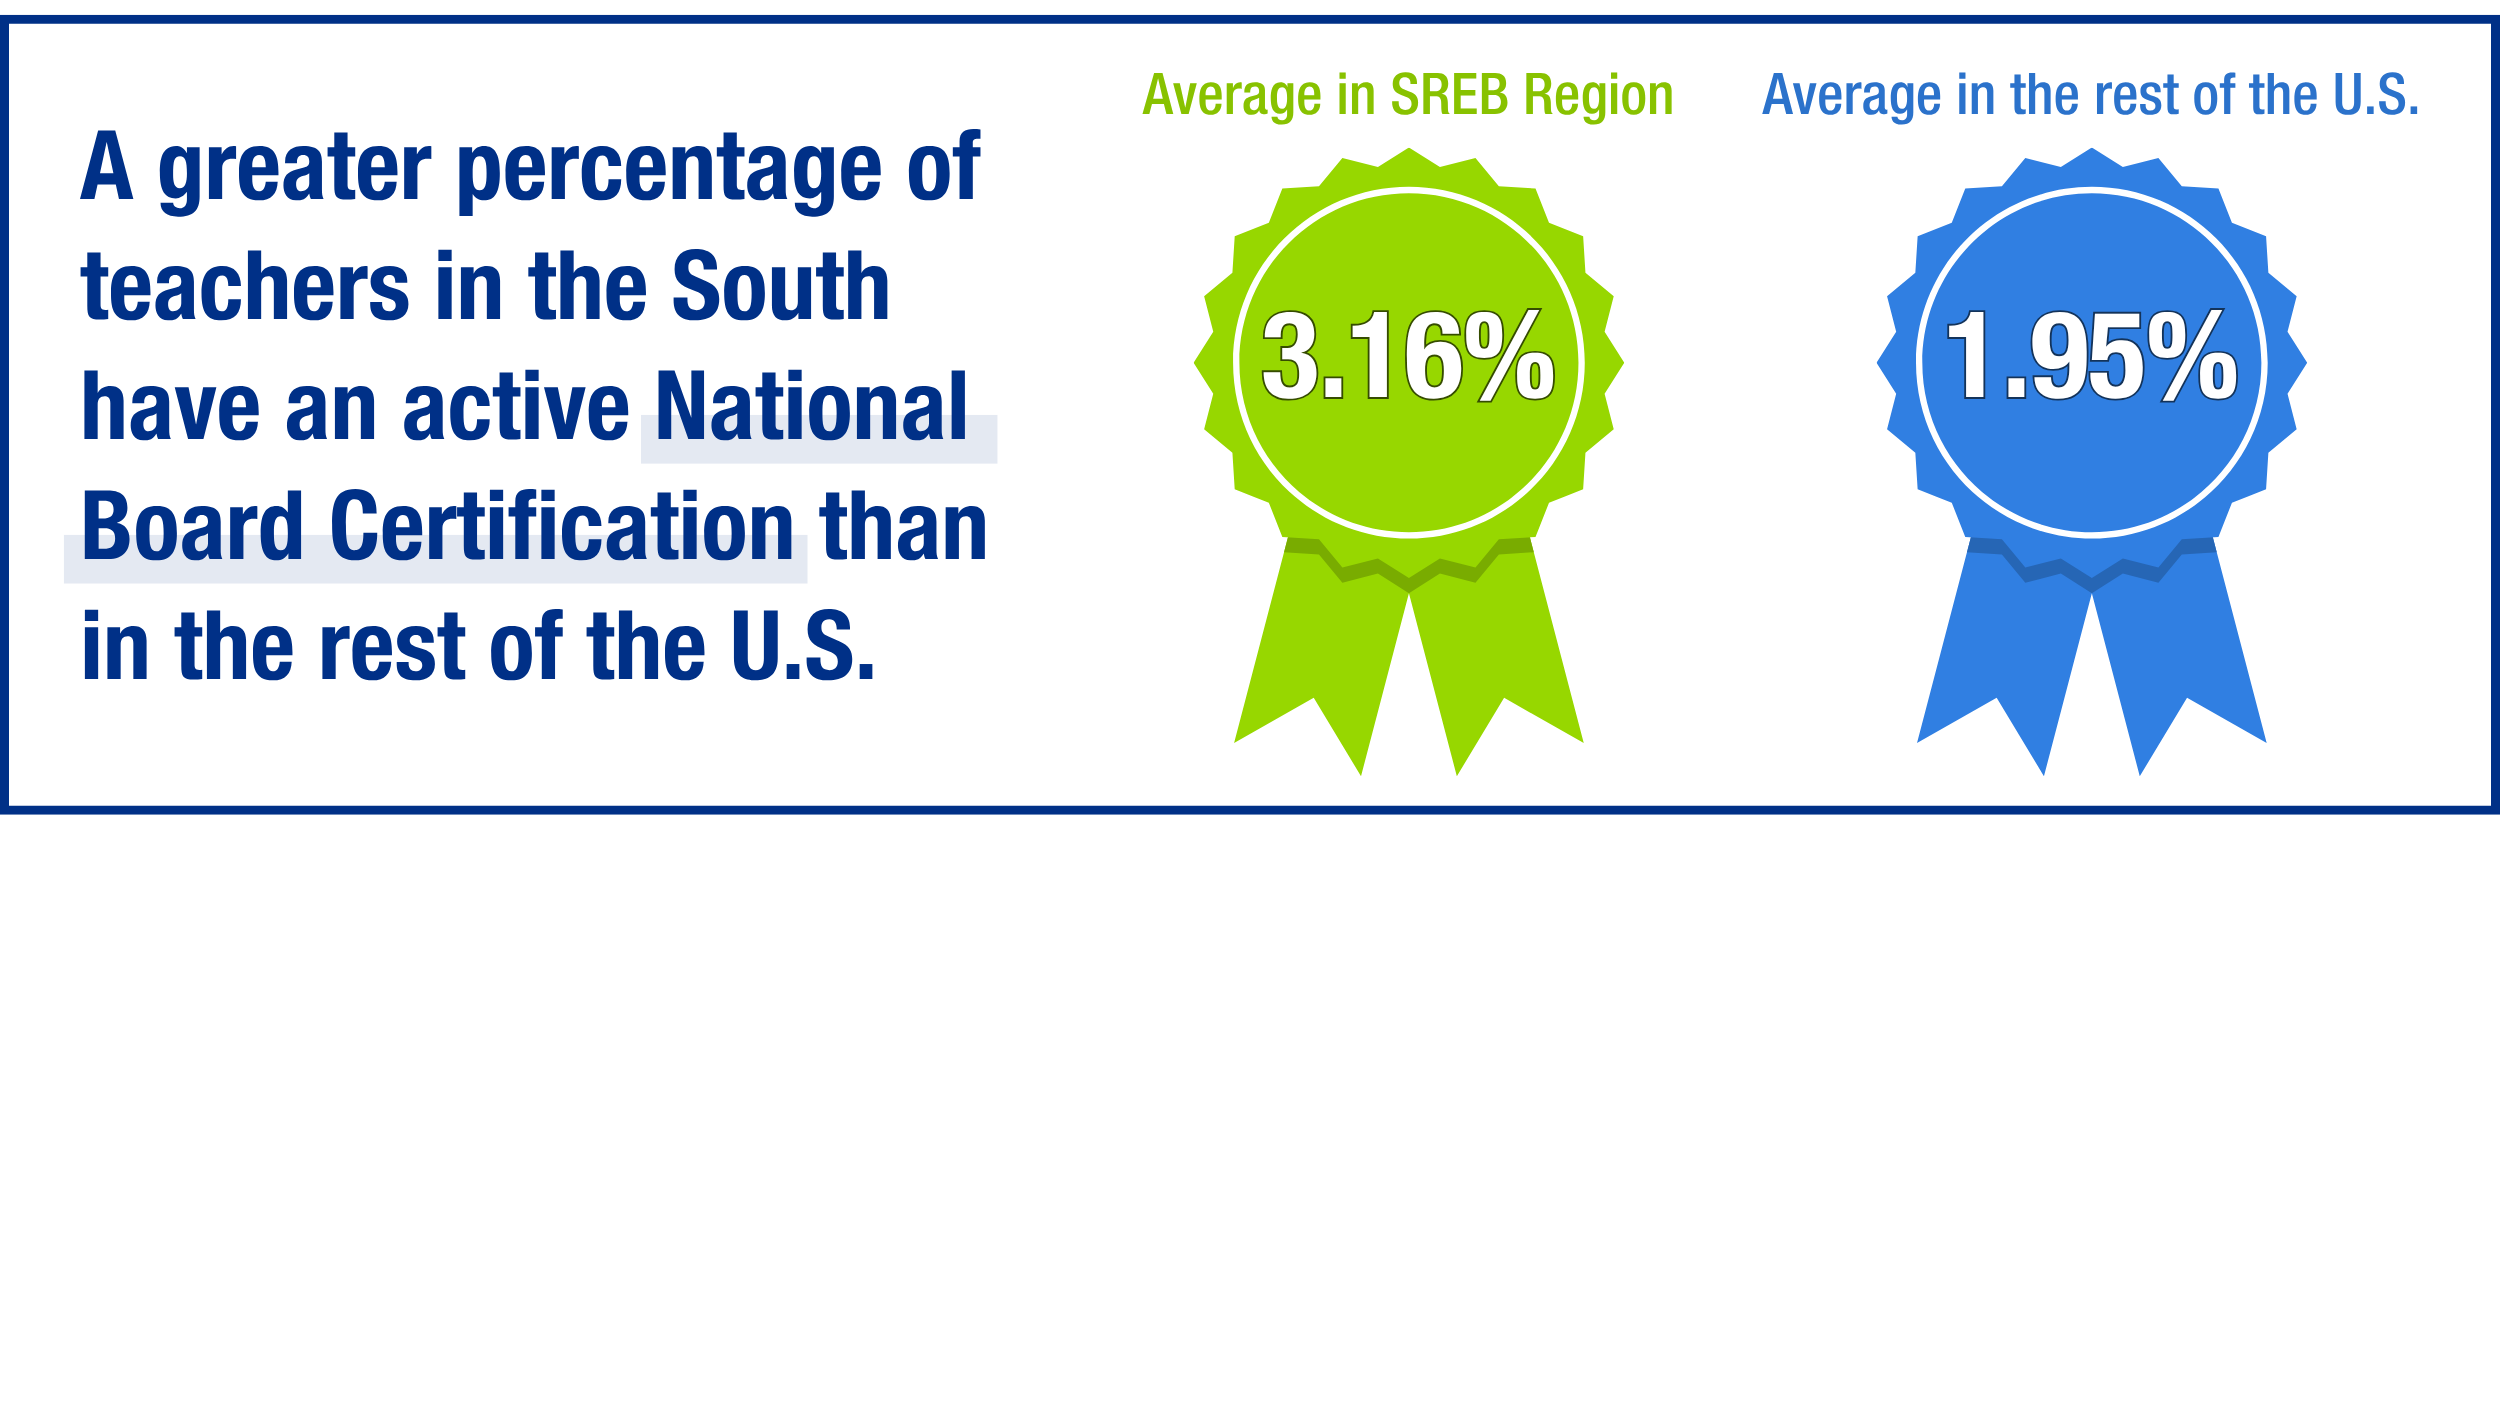 A greater percentage of
teachers in the South
have an active National
Board Certification than
in the rest of the U.S.
Average in SREB Region
3.16%
Average in the rest of the U.S.
1.95%